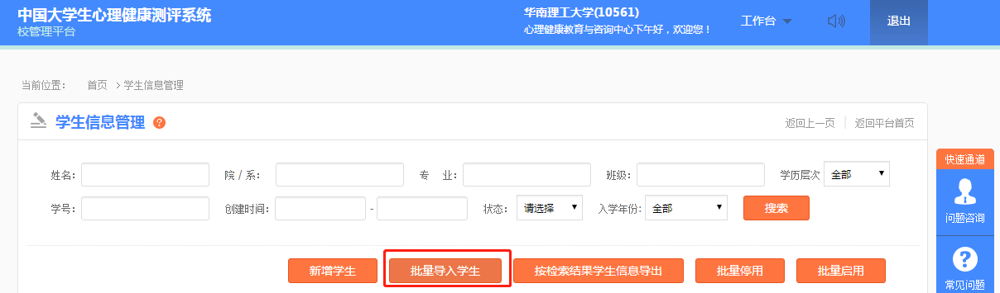 中国大学生心理健康测评系统
校管理平台
华南理工大学(10561)
心理健康教育与咨询中心下午好，欢迎您！
工作台
退出
当前位置： 首页 > 学生信息管理
学生信息管理 ?
返回上一页 | 返回平台首页
姓名： 院 / 系： 专 业： 班级： 学历层次 全部
学号： 创建时间： - 状态： 请选择 入学年份: 全部 搜索
新增学生 批量导入学生 按检索结果学生信息导出 批量停用 批量启用
快速通道
问题咨询
?
常见问题